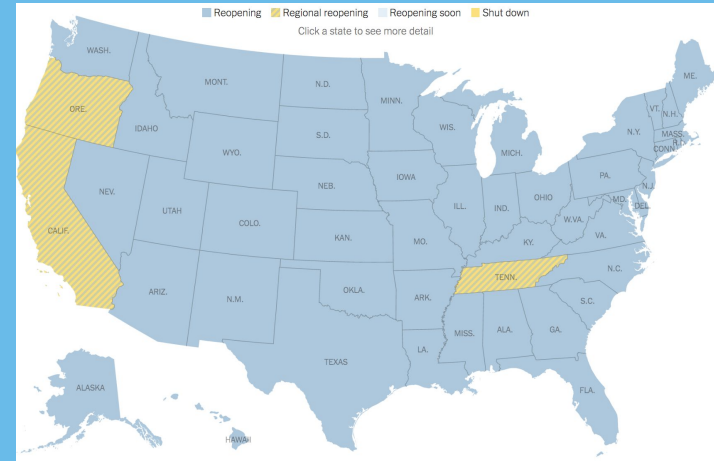 Reopening Regional reopening Reopening soon Shut down
Click a state to see more detail
WASH.
ORE.
IDAHO
MONT.
N.D.
MINN.
S.D.
WYO.
WIS.
MICH.
N.Y.
VT.
N.H.
ME.
MASS.
R.I.
CONN.
NEV.
UTAH
COLO.
NEB.
IOWA
ILL.
IND.
OHIO
PA.
N.J.
MD.
DEL.
W.VA.
VA.
CALIF.
KAN.
MO.
KY.
N.C.
TENN.
ARIZ.
N.M.
OKLA.
ARK.
S.C.
MISS.
ALA.
GA.
TEXAS
LA.
FLA.
ALASKA
HAWAII